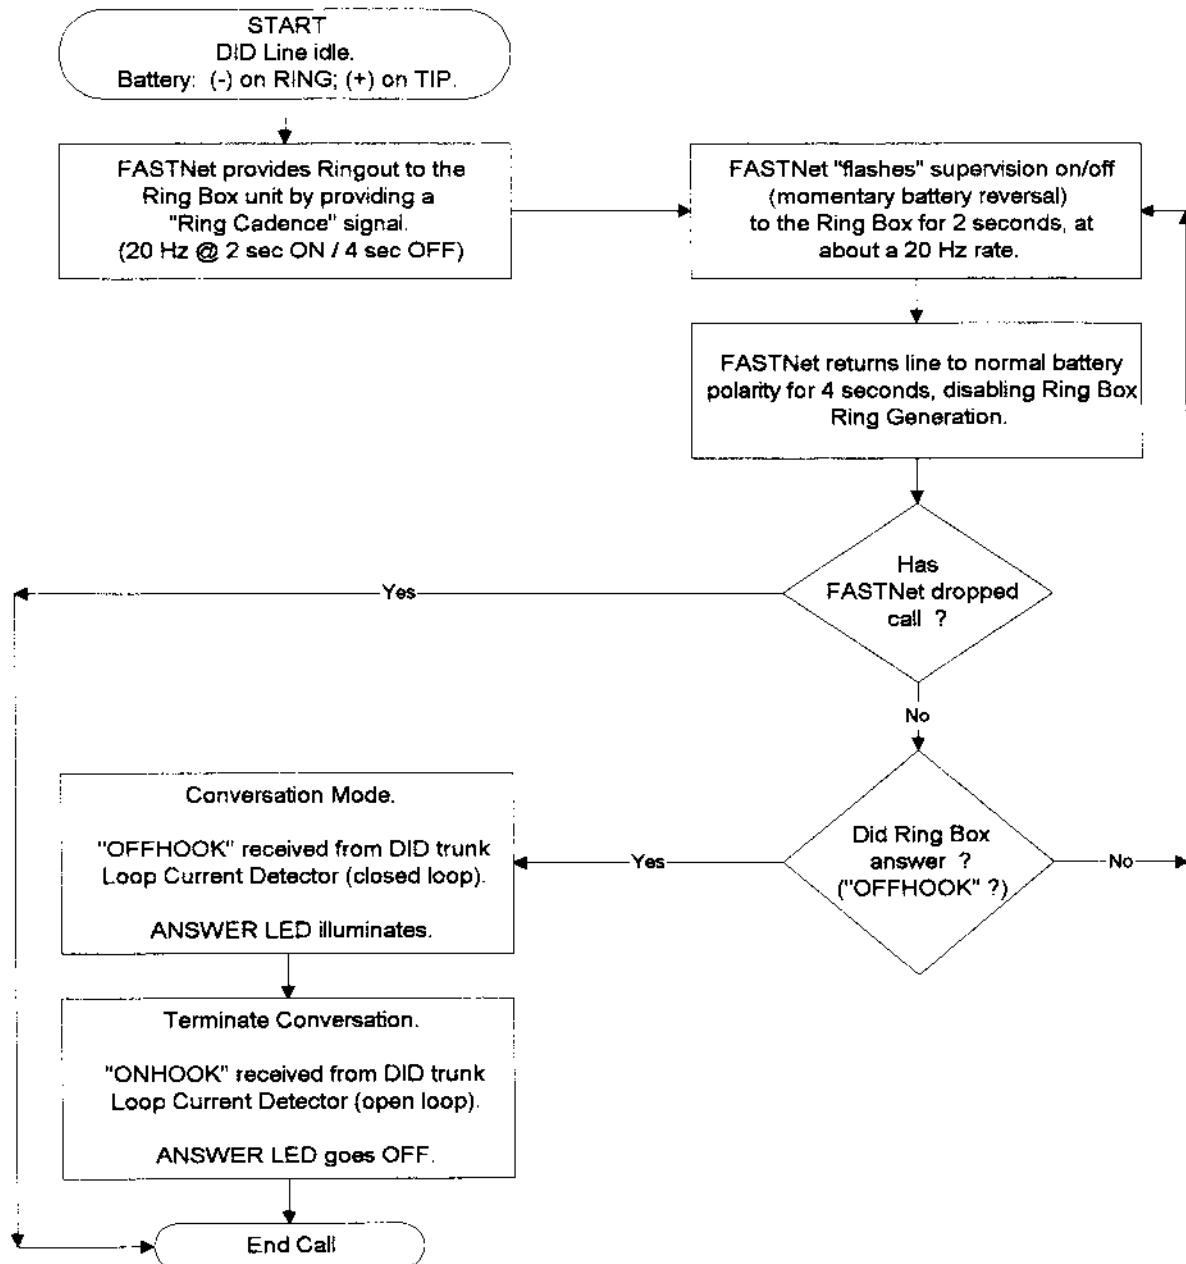 START
DID Line idle.
Battery: (-) on RING; (+) on TIP.
FASTNet provides Ringout to the
Ring Box unit by providing a
"Ring Cadence" signal.
(20 Hz @ 2 sec ON / 4 sec OFF)
FASTNet "flashes" supervision on/off
(momentary battery reversal)
to the Ring Box for 2 seconds, at
about a 20 Hz rate.
FASTNet returns line to normal battery
polarity for 4 seconds, disabling Ring Box
Ring Generation.
Has
FASTNet dropped
call ?
Yes
No
Did Ring Box
answer ?
("OFFHOOK" ?)
Yes
No
Conversation Mode.
"OFFHOOK" received from DID trunk
Loop Current Detector (closed loop).
ANSWER LED illuminates.
Terminate Conversation.
"ONHOOK" received from DID trunk
Loop Current Detector (open loop).
ANSWER LED goes OFF.
End Call